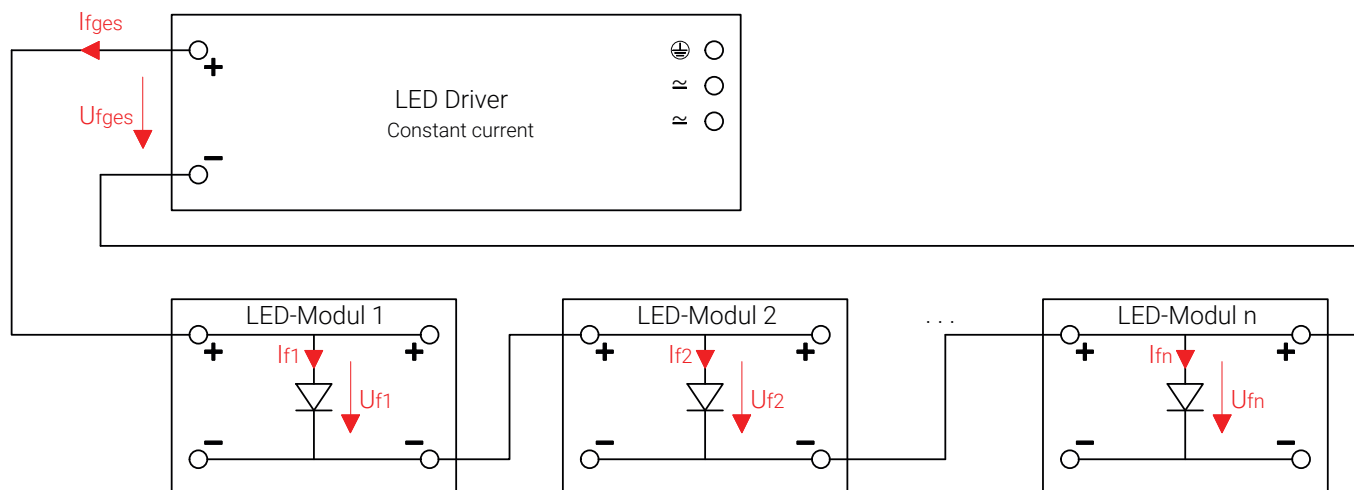 Ifges
+
⏚ 
Ufges
LED Driver
Constant current
≃
≃
−
LED-Modul 1
LED-Modul 2
. . .
LED-Modul n
+ If1 +
+ If2 +
+ Ifn +
Uf1
Uf2
Ufn
− −
− −
− −